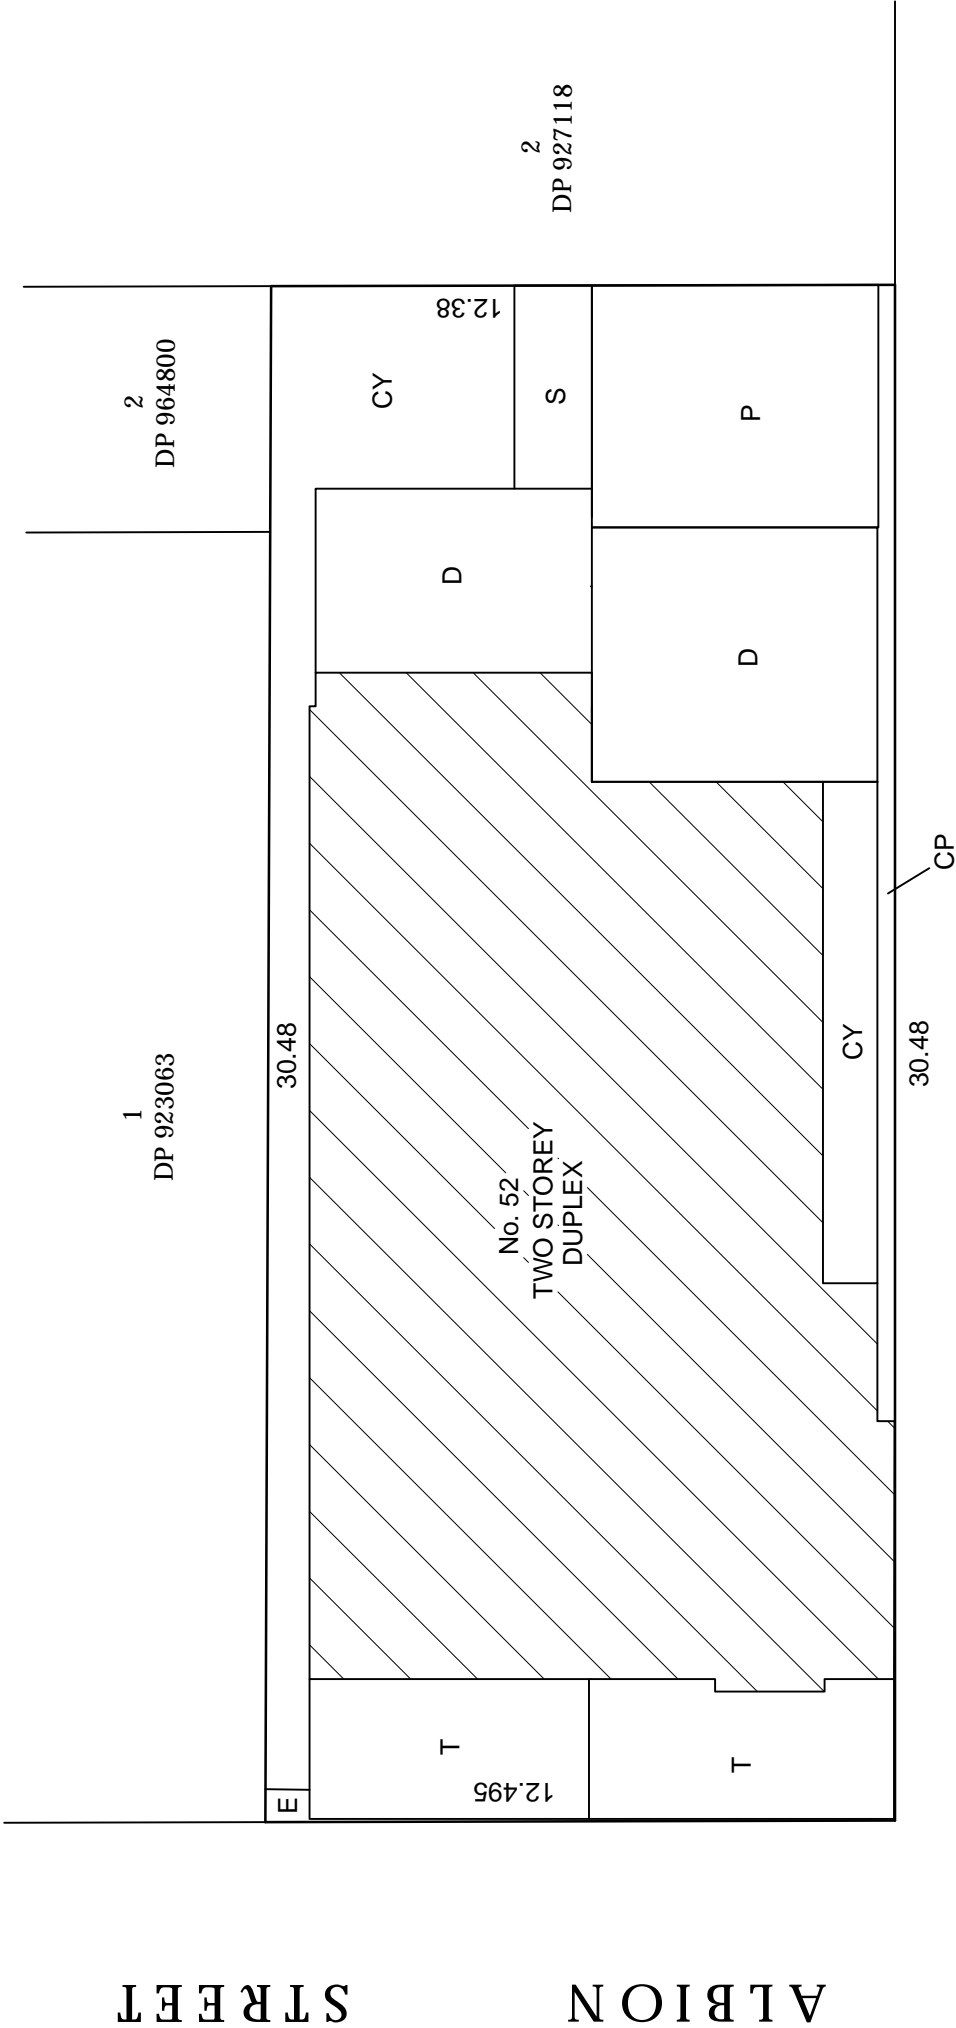 2
DP 927118
2
DP 964800
12.38
CY
S
P
D
D
1
DP 923063
30.48
CP
CY
30.48
No. 52
TWO STOREY
DUPLEX
T
12.495
T
E
ALBION STREET